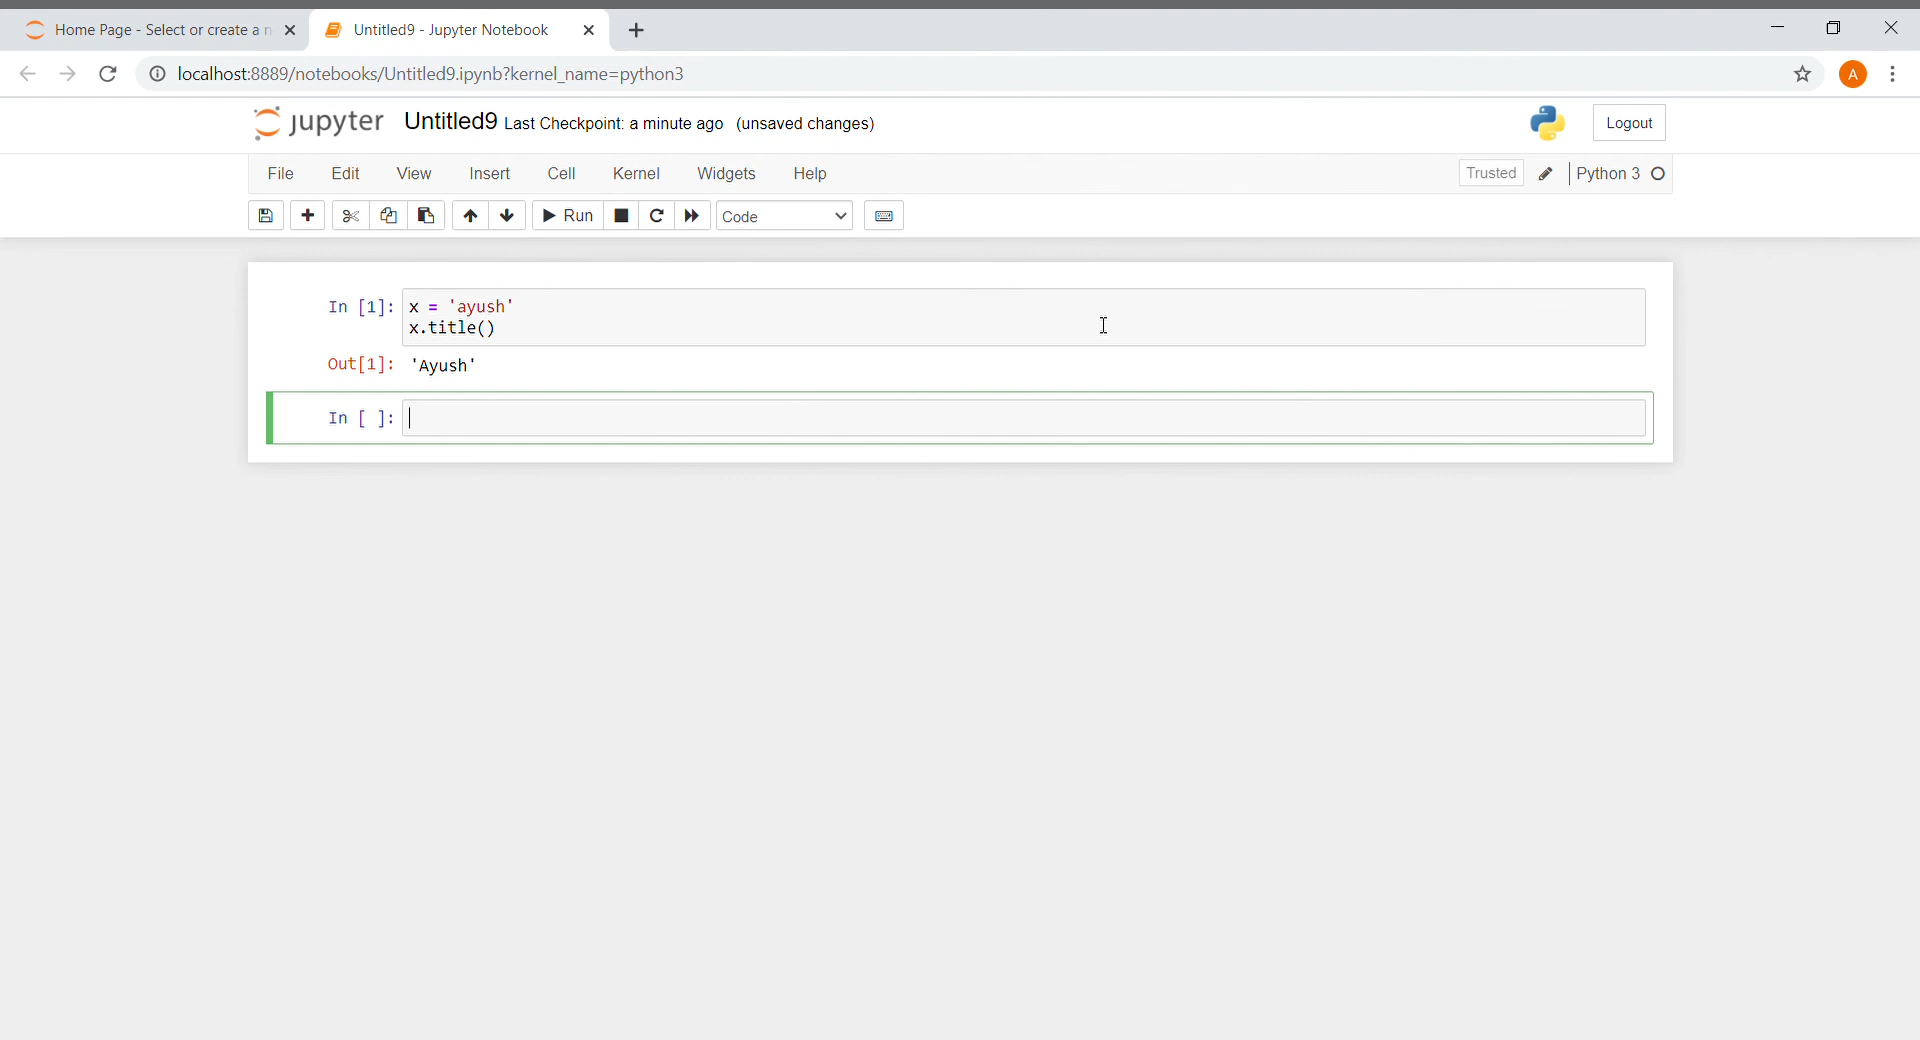 Home Page - Select or create a n
Untitled9 - Jupyter Notebook
localhost:8889/notebooks/Untitled9.ipynb?kernel_name=python3
A
jupyter Untitled9 Last Checkpoint: a minute ago (unsaved changes)
Logout
File Edit View Insert Cell Kernel Widgets Help
Trusted Python 3
Run Code
In [1]: x = 'ayush'
x.title()
Out[1]: 'Ayush'
In [ ]: